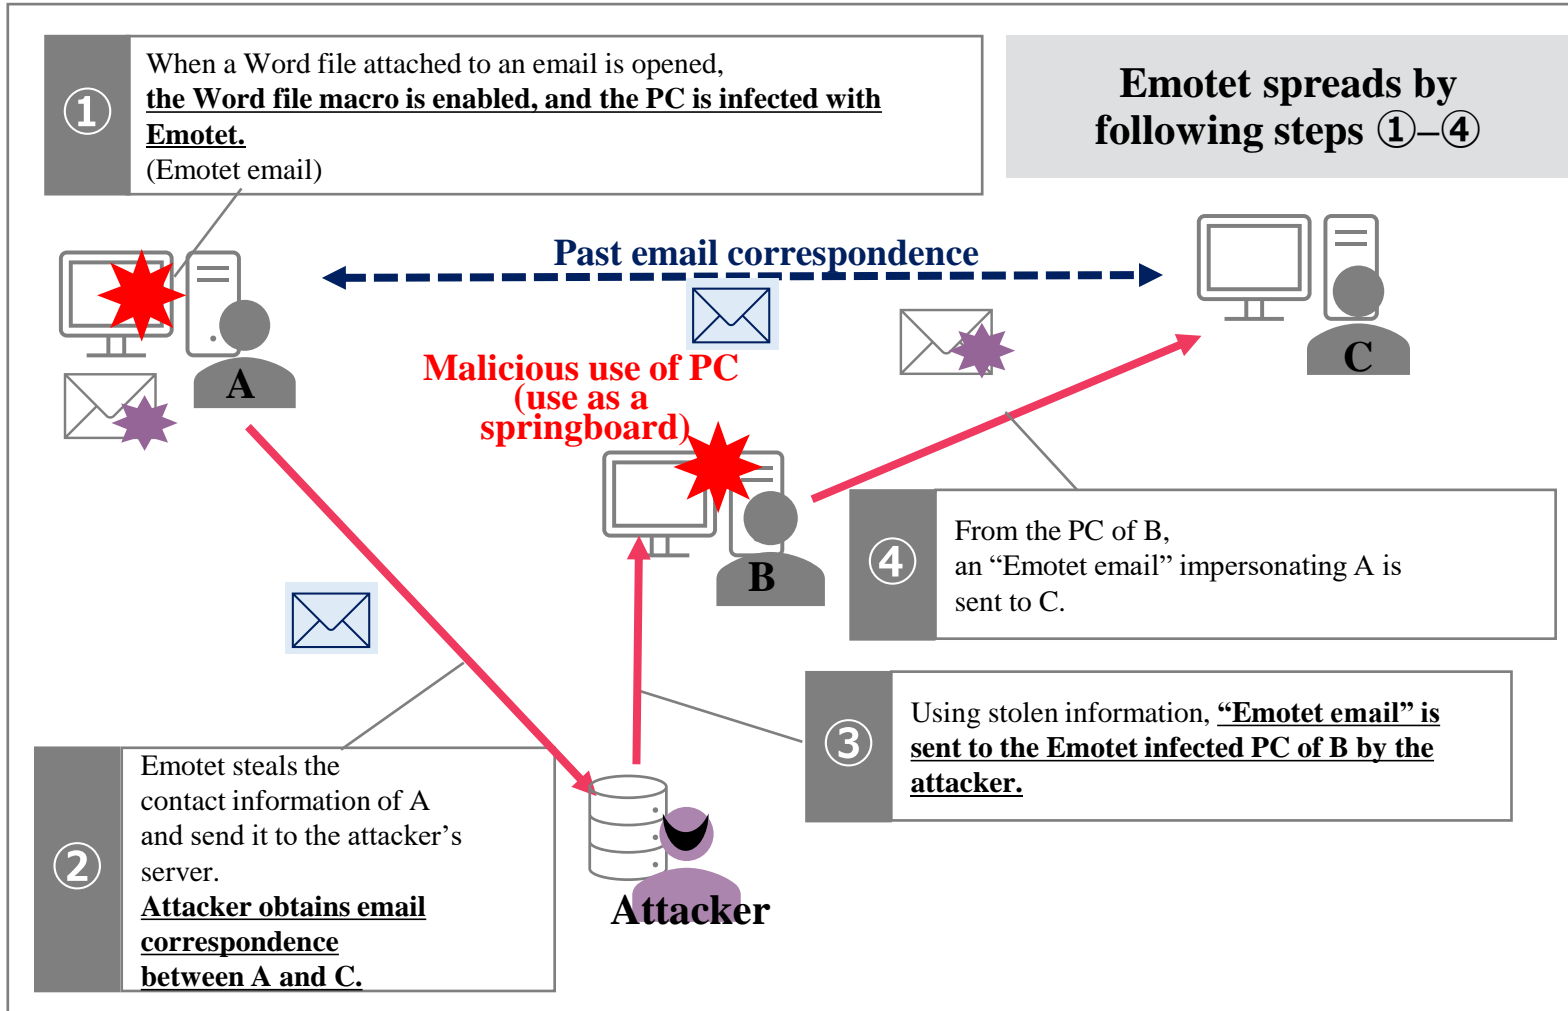 ①
When a Word file attached to an email is opened,
the Word file macro is enabled, and the PC is infected with
Emotet.
(Emotet email)
Emotet spreads by
following steps ①–④
Past email correspondence
A
C
Malicious use of PC
(use as a
springboard)
B
④
From the PC of B,
an “Emotet email” impersonating A is
sent to C.
③
Using stolen information, “Emotet email” is
sent to the Emotet infected PC of B by the
attacker.
②
Emotet steals the
contact information of A
and send it to the attacker’s
server.
Attacker obtains email
correspondence
between A and C.
Attacker